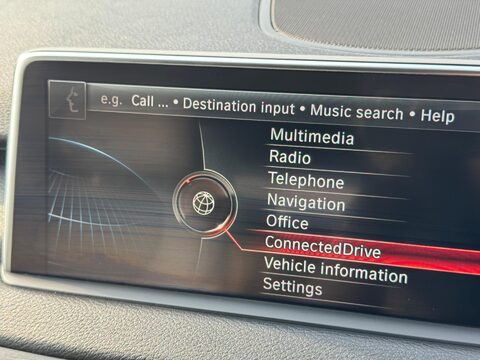 e.g. Call ... • Destination input • Music search • Help
Multimedia
Radio
Telephone
Navigation
Office
ConnectedDrive
Vehicle information
Settings